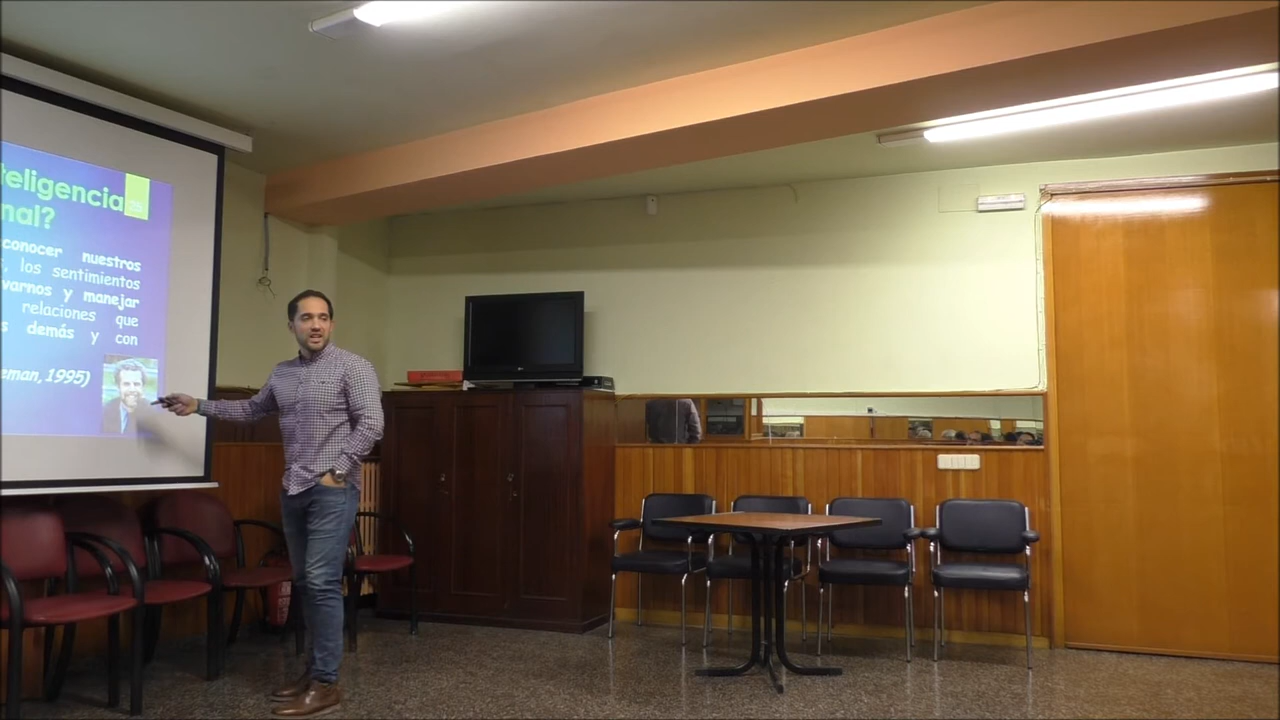 teligencia
nal?
conocer nuestros
, los sentimientos
varnos y manejar
relaciones que
s demás y con
eman, 1995)